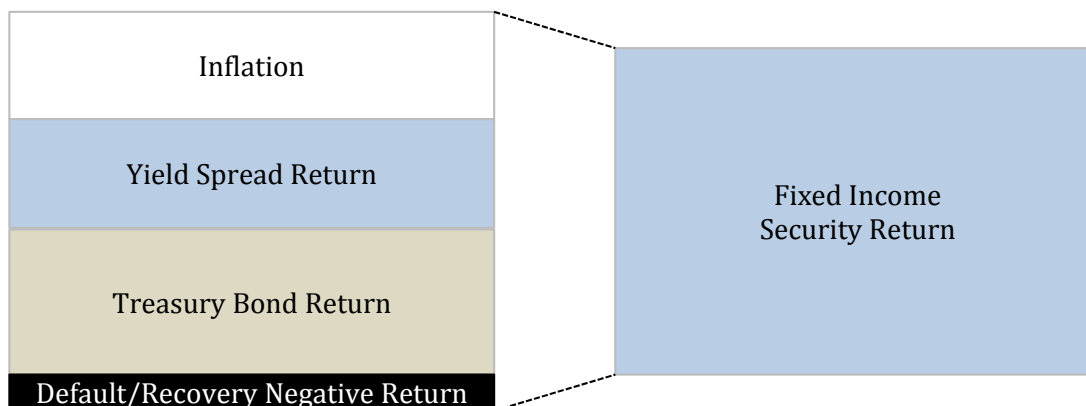 Inflation
Yield Spread Return
Treasury Bond Return
Default/Recovery Negative Return
Fixed Income
Security Return